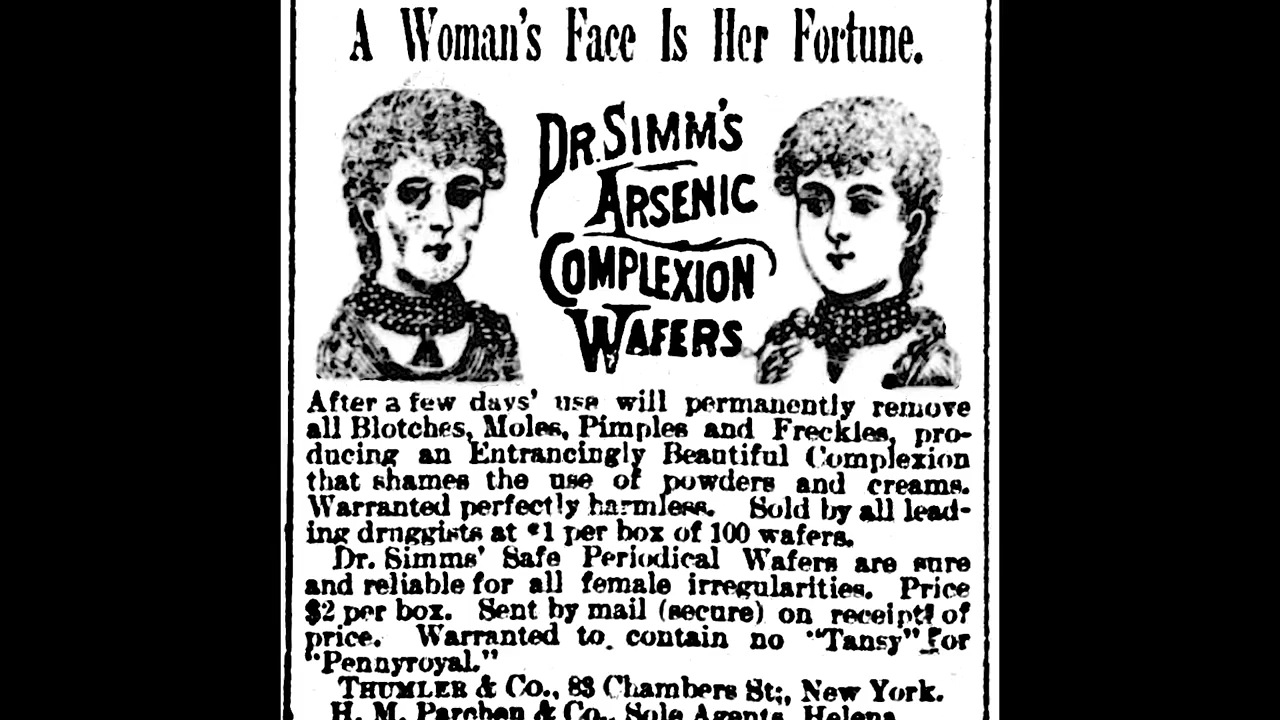 A Woman's Face Is Her Fortune.
DR. SIMM'S
ARSENIC
COMPLEXION
WAFERS
After a few days' use will permanently remove
all Blotches, Moles, Pimples and Freckles, pro-
ducing an Entrancingly Beautiful Complexion
that shames the use of powders and creams.
Warranted perfectly harmless. Sold by all lead-
ing druggists at $1 per box of 100 wafers.
Dr. Simms' Safe Periodical Wafers are sure
and reliable for all female irregularities. Price
$2 per box. Sent by mail (secure) on receipt of
price. Warranted to contain no "Tansy" or
"Pennyroyal."
THUMLER & CO., 83 Chambers St., New York.
H. M. Parchen & Co., Sole Agents, Helena